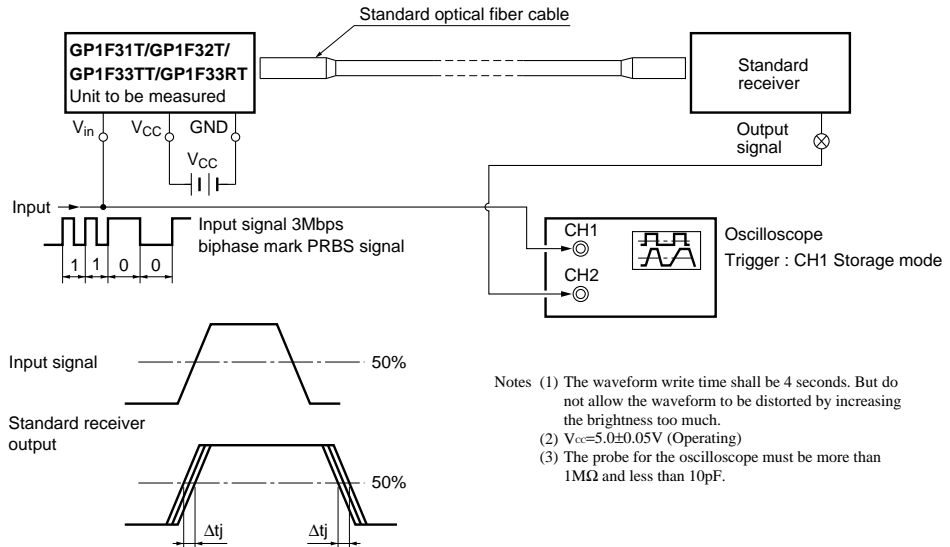 Standard optical fiber cable
GP1F31T/GP1F32T/
GP1F33TT/GP1F33RT
Unit to be measured
Standard
receiver
Vin
VCC
GND
VCC
Output
signal
Input
Input signal 3Mbps
biphase mark PRBS signal
1 1 0 0
CH1
CH2
Oscilloscope
Trigger : CH1 Storage mode
Input signal
50%
Standard receiver
output
50%
Δtj
Δtj
Notes (1) The waveform write time shall be 4 seconds. But do
not allow the waveform to be distorted by increasing
the brightness too much.
(2) Vcc=5.0±0.05V (Operating)
(3) The probe for the oscilloscope must be more than
1MΩ and less than 10pF.